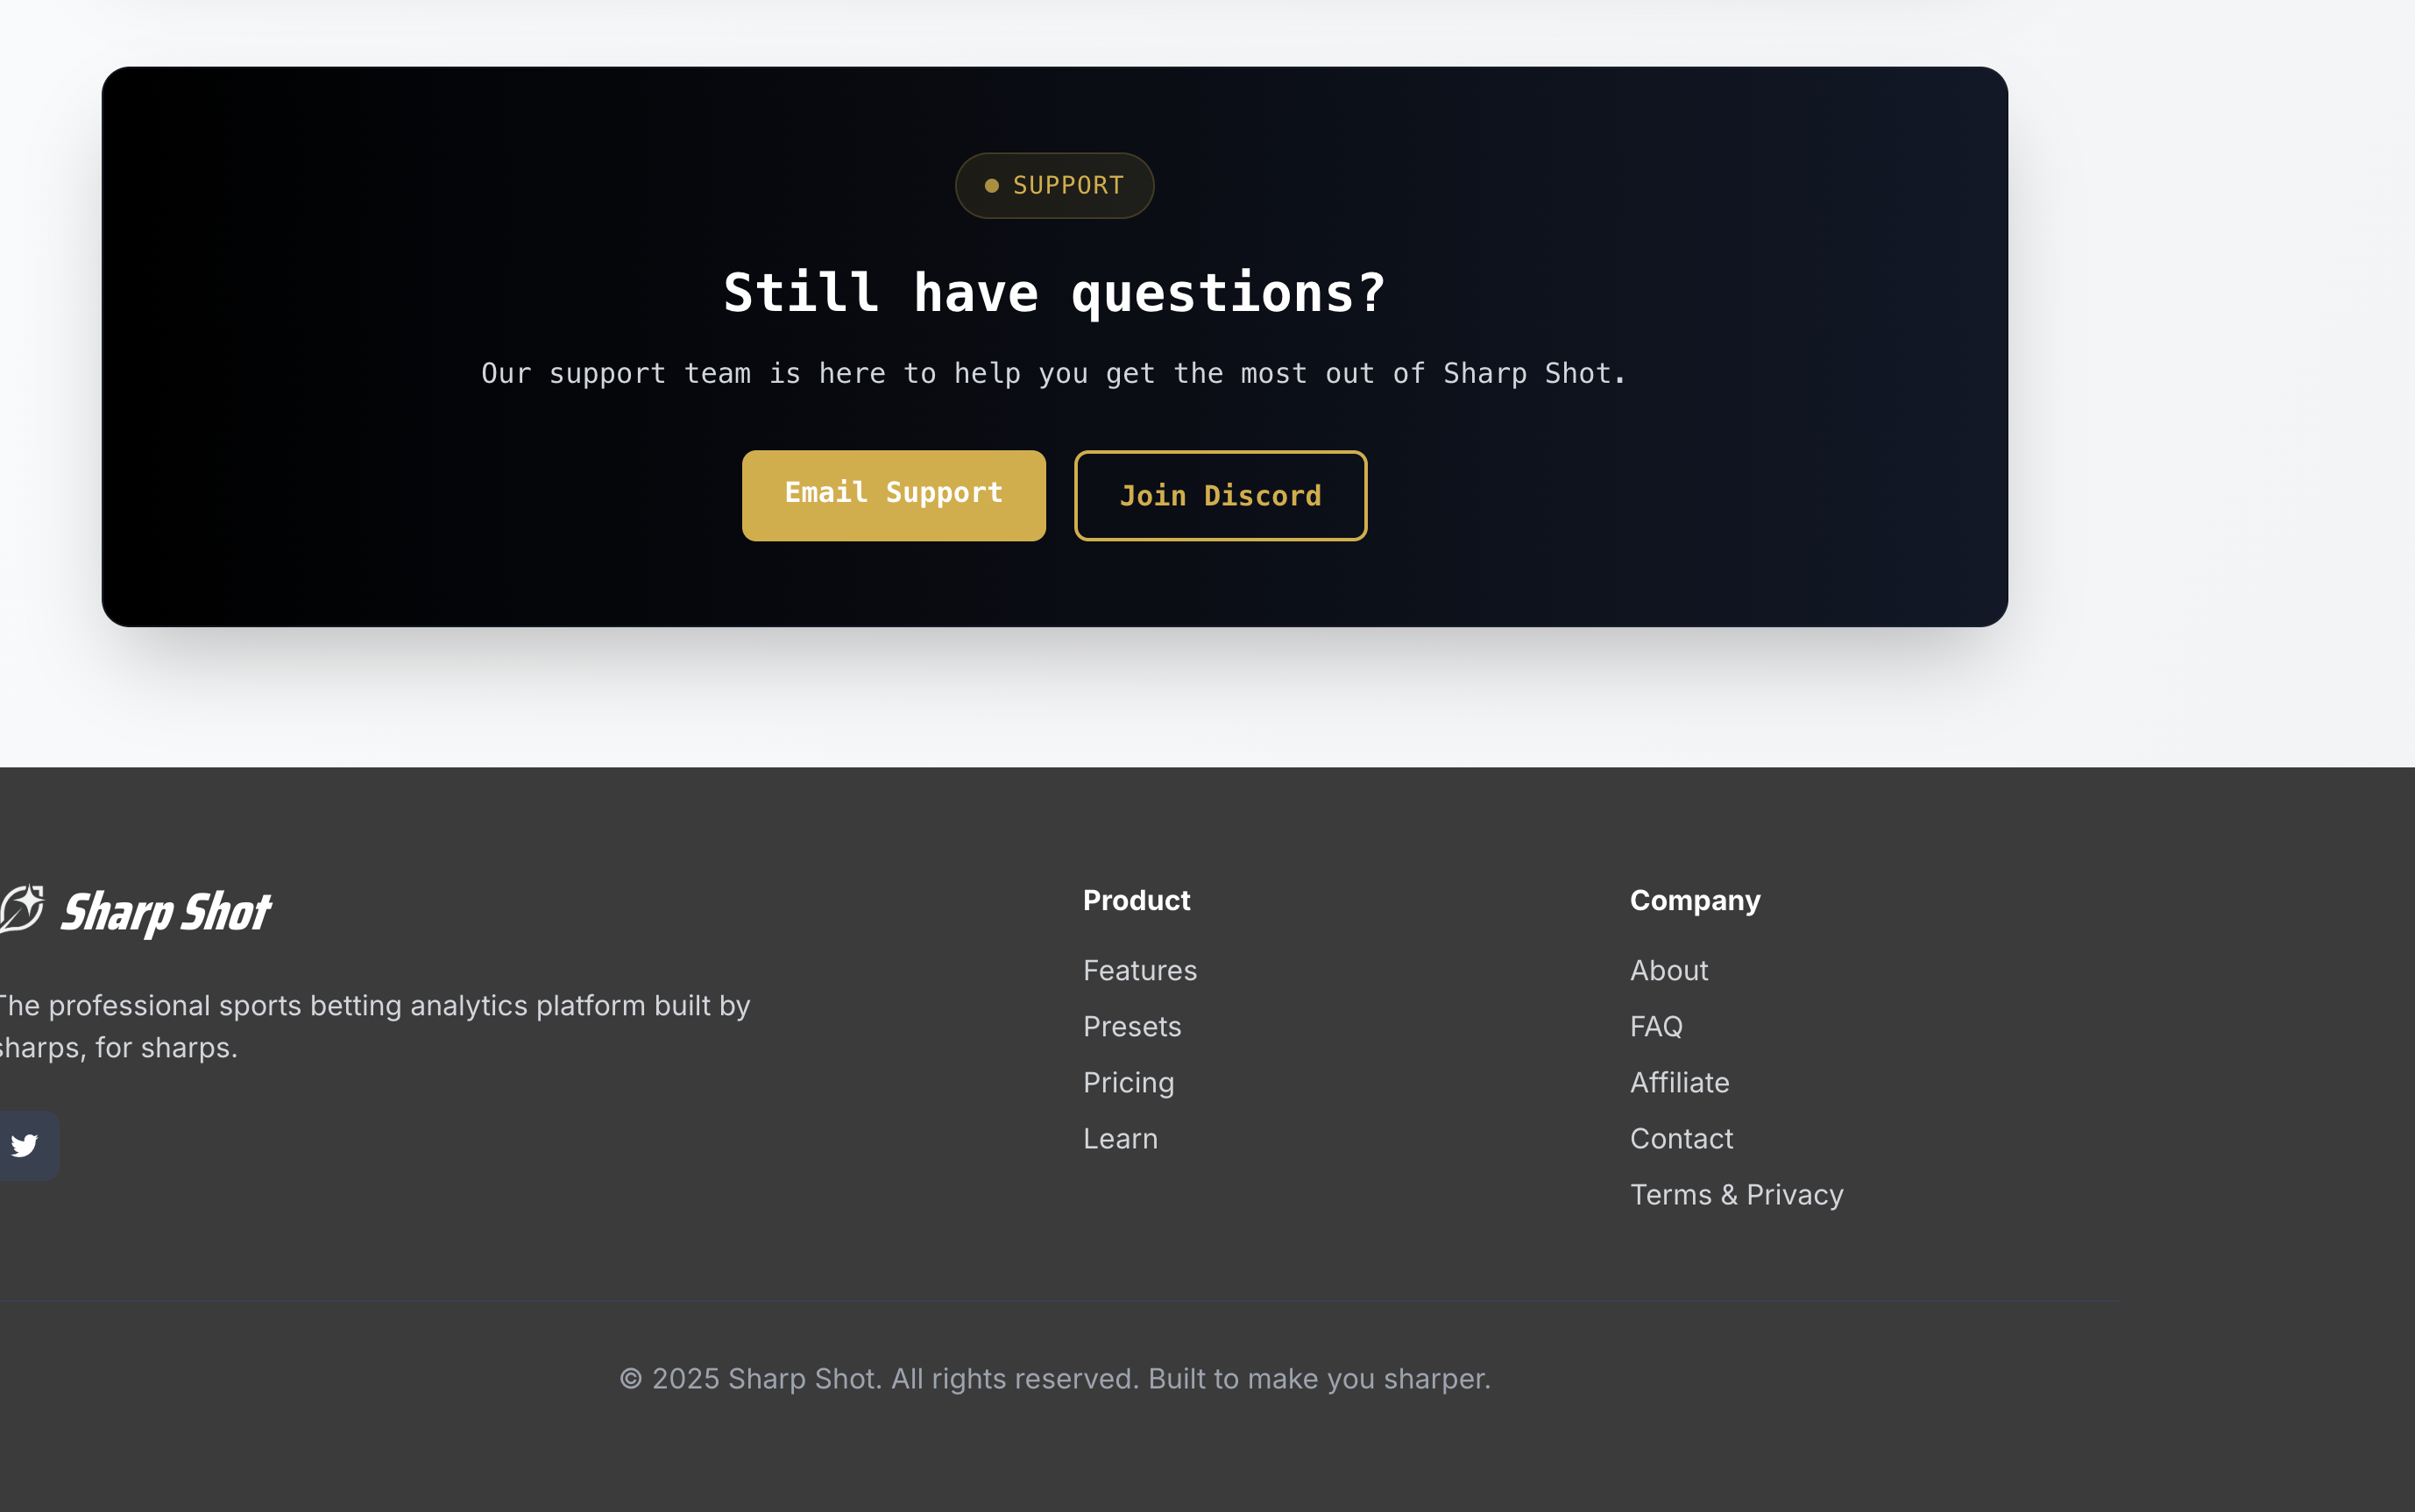 SUPPORT
Still have questions?
Our support team is here to help you get the most out of Sharp Shot.
Email Support
Join Discord
Sharp Shot
The professional sports betting analytics platform built by
sharps, for sharps.
Product
Features
Presets
Pricing
Learn
Company
About
FAQ
Affiliate
Contact
Terms & Privacy
© 2025 Sharp Shot. All rights reserved. Built to make you sharper.